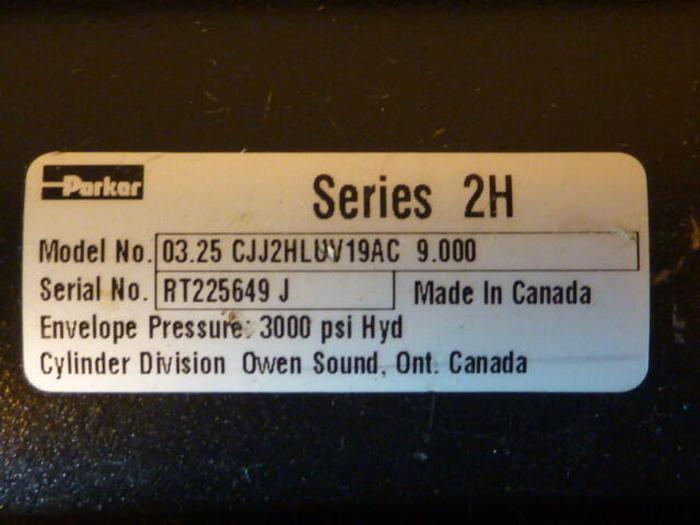 Parker
Series 2H
Model No. 03.25 CJJ2HLUV19AC 9.000
Serial No. RT225649 J Made In Canada
Envelope Pressure: 3000 psi Hyd
Cylinder Division Owen Sound, Ont. Canada